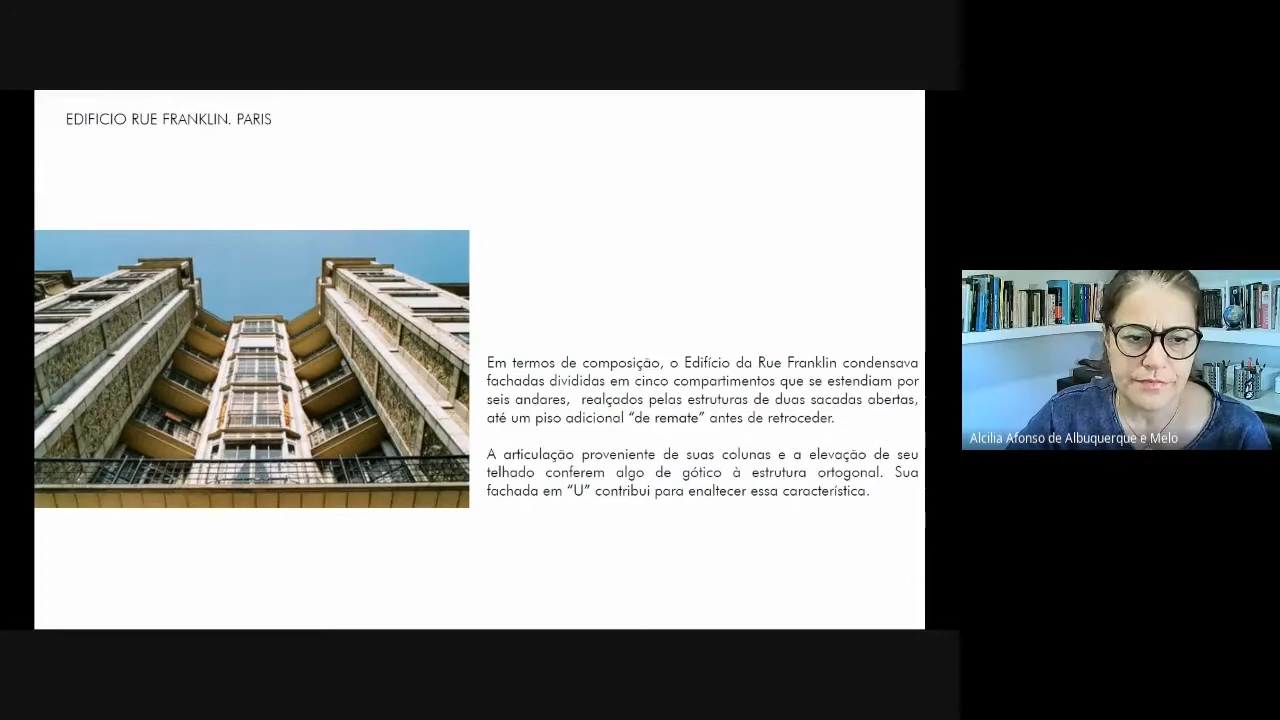 EDIFICIO RUE FRANKLIN. PARIS
Em termos de composição, o Edifício da Rue Franklin condensava
fachadas divididas em cinco compartimentos que se estendiam por
seis andares, realçados pelas estruturas de duas sacadas abertas,
até um piso adicional “de remate” antes de retroceder.
A articulação proveniente de suas colunas e a elevação de seu
telhado conferem algo de gótico à estrutura ortogonal. Sua
fachada em “U” contribui para enaltecer essa característica.
Alcilia Afonso de Albuquerque e Melo